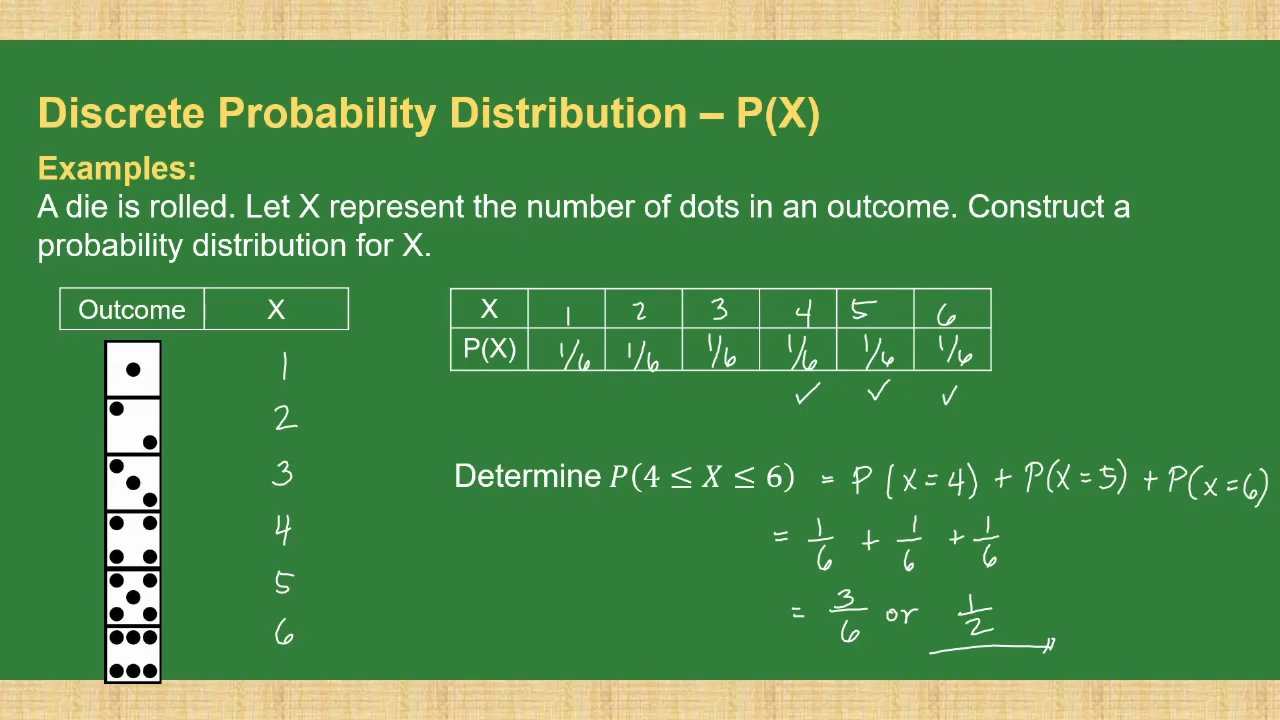 Discrete Probability Distribution – P(X)
Examples:
A die is rolled. Let X represent the number of dots in an outcome. Construct a
probability distribution for X.
Outcome X
1
2
3
4
5
6
X 1 2 3 4 5 6
P(X) 1/6 1/6 1/6 1/6 1/6 1/6
✓ ✓ ✓
Determine P(4 ≤ X ≤ 6) = P(X=4) + P(X=5) + P(X=6)
= 1/6 + 1/6 + 1/6
= 3/6 or 1/2